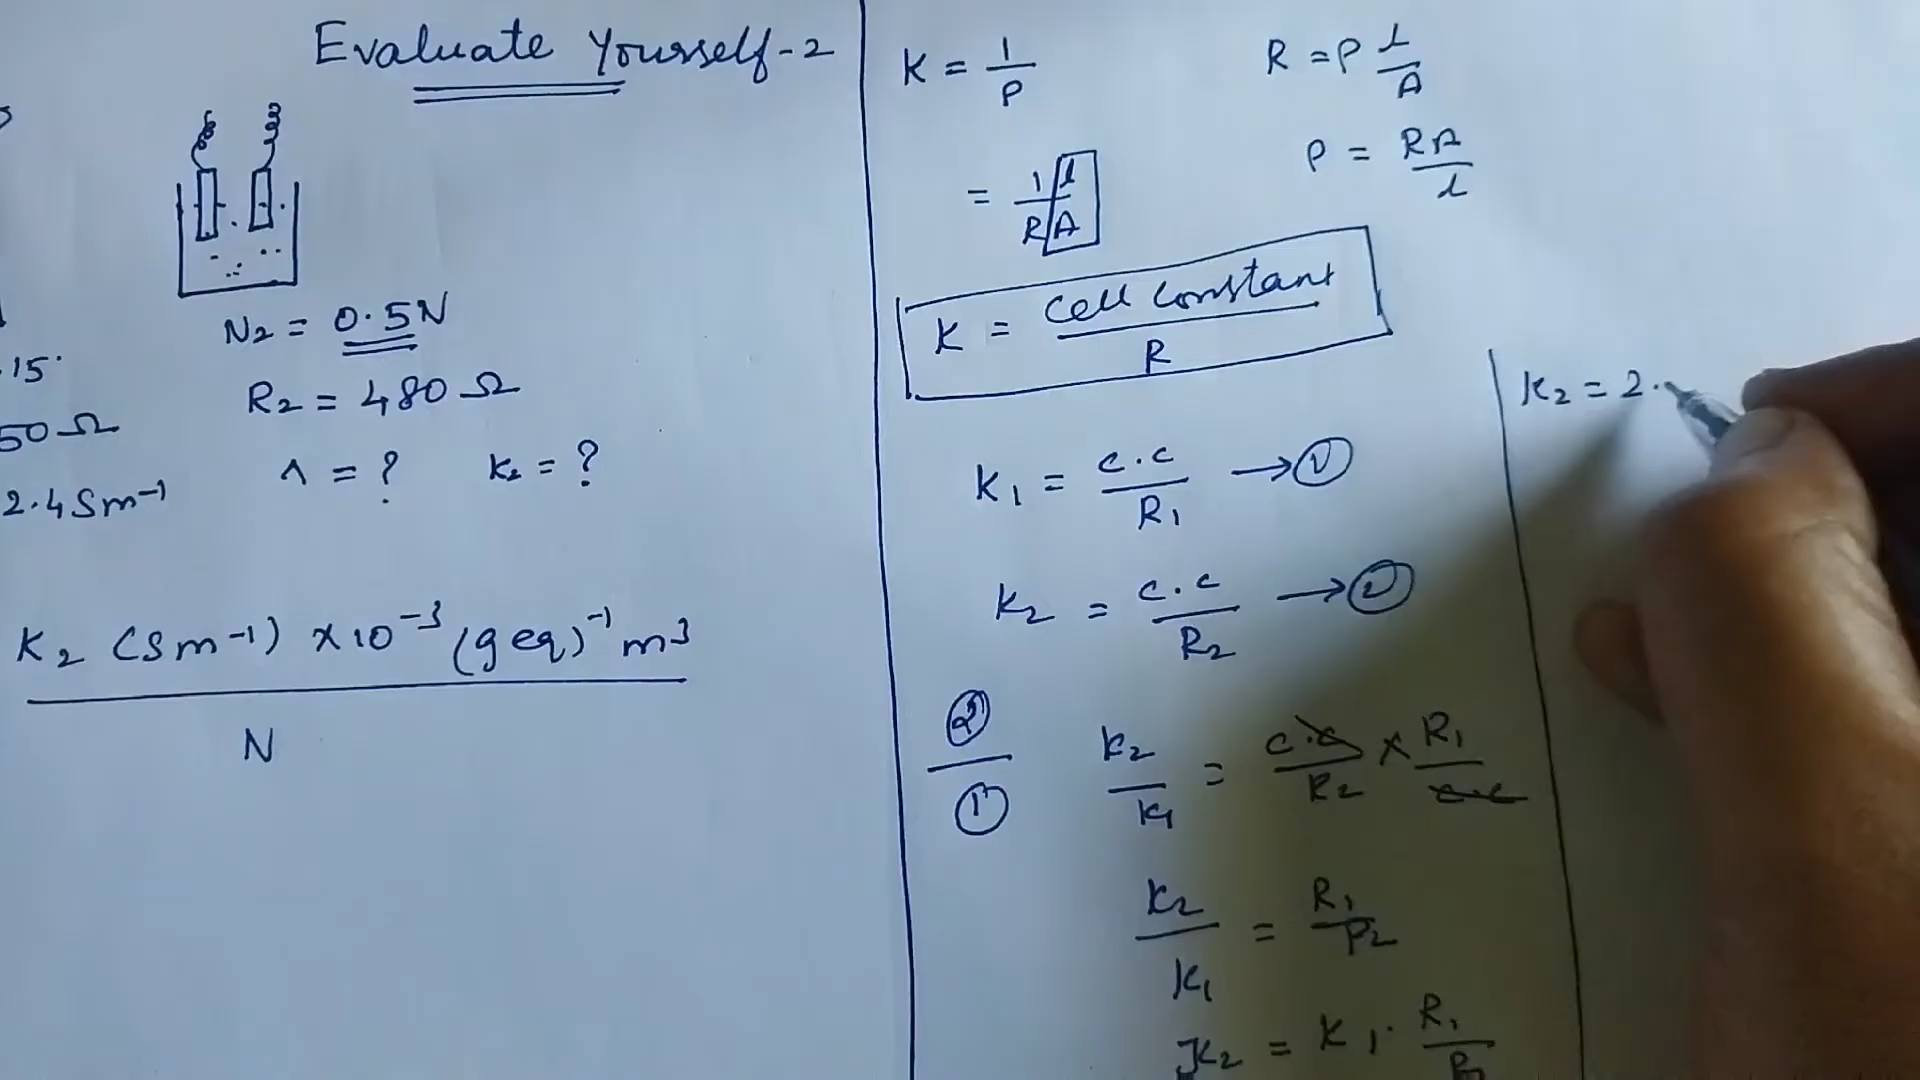 Evaluate Yourself-2
N2 = 0.5N
.15.
R2 = 480 Ω
50 Ω
Λ = ? K2 = ?
2.4 Sm-1
K2 (Sm-1) x10-3 (g eq)-1 m3
N
K = 1/ρ
R = ρ l/A
ρ = RA/l
= 1 l/R A
K = Cell Constant/R
K1 = C.C/R1 → 1
K2 = C.C/R2 → 2
2/1 K2/K1 = C.C/R2 x R1/C.C
K2/K1 = R1/R2
K2 = K1 . R1/R2
K2 = 2.